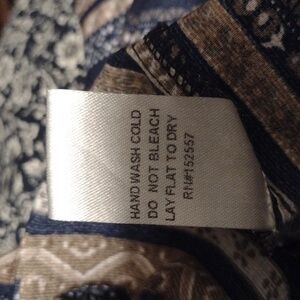 HAND WASH COLD
DO NOT BLEACH
LAY FLAT TO DRY
RN#152557